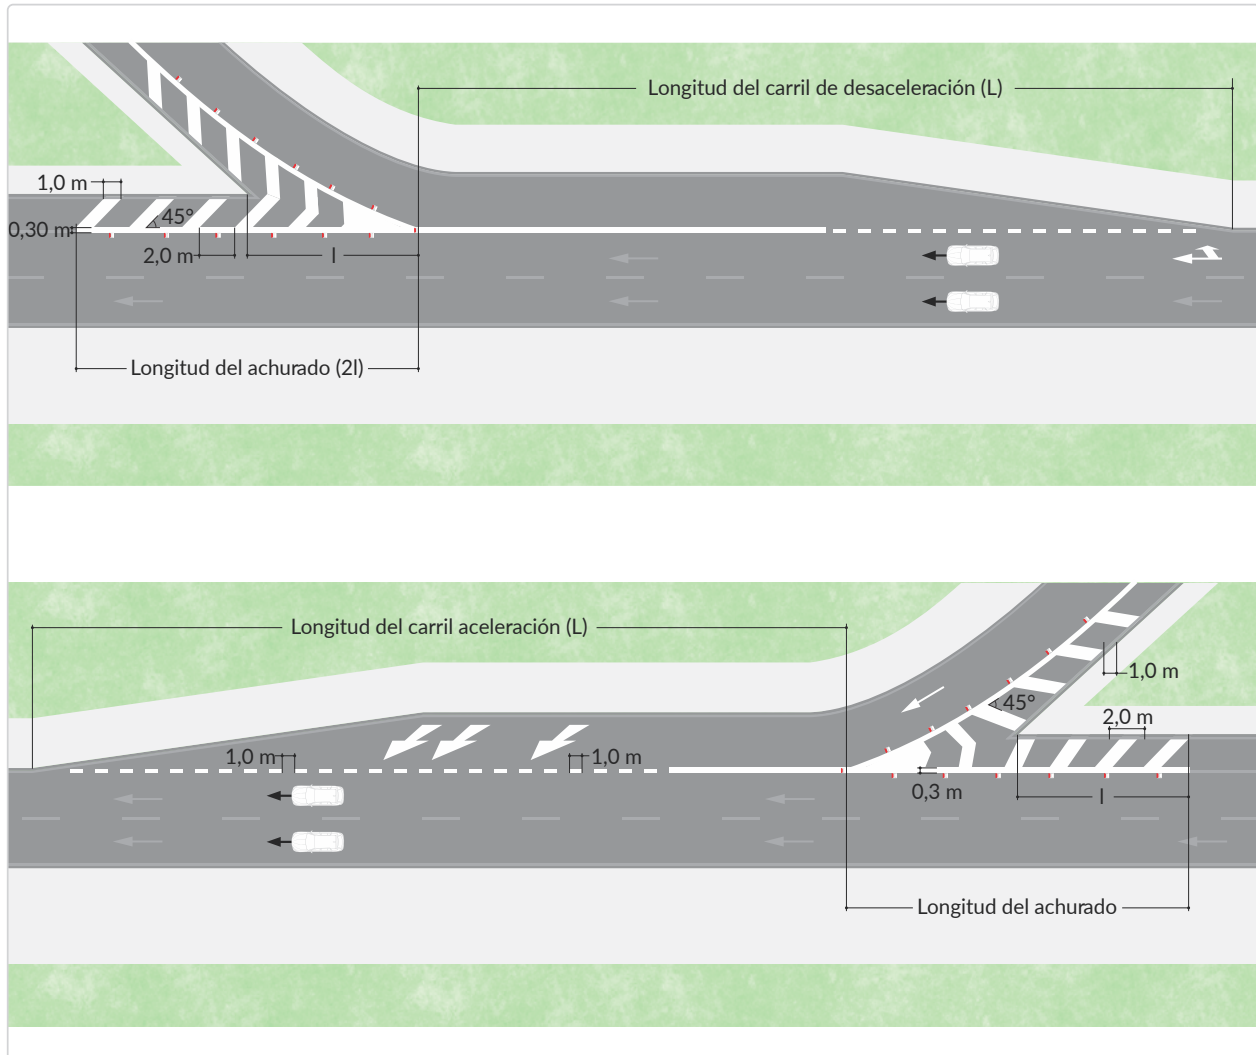 Longitud del carril de desaceleración (L)
1,0 m
45°
0,30 m
2,0 m
l
Longitud del achurado (2l)
Longitud del carril aceleración (L)
1,0 m
45°
2,0 m
1,0 m
1,0 m
0,3 m
l
Longitud del achurado